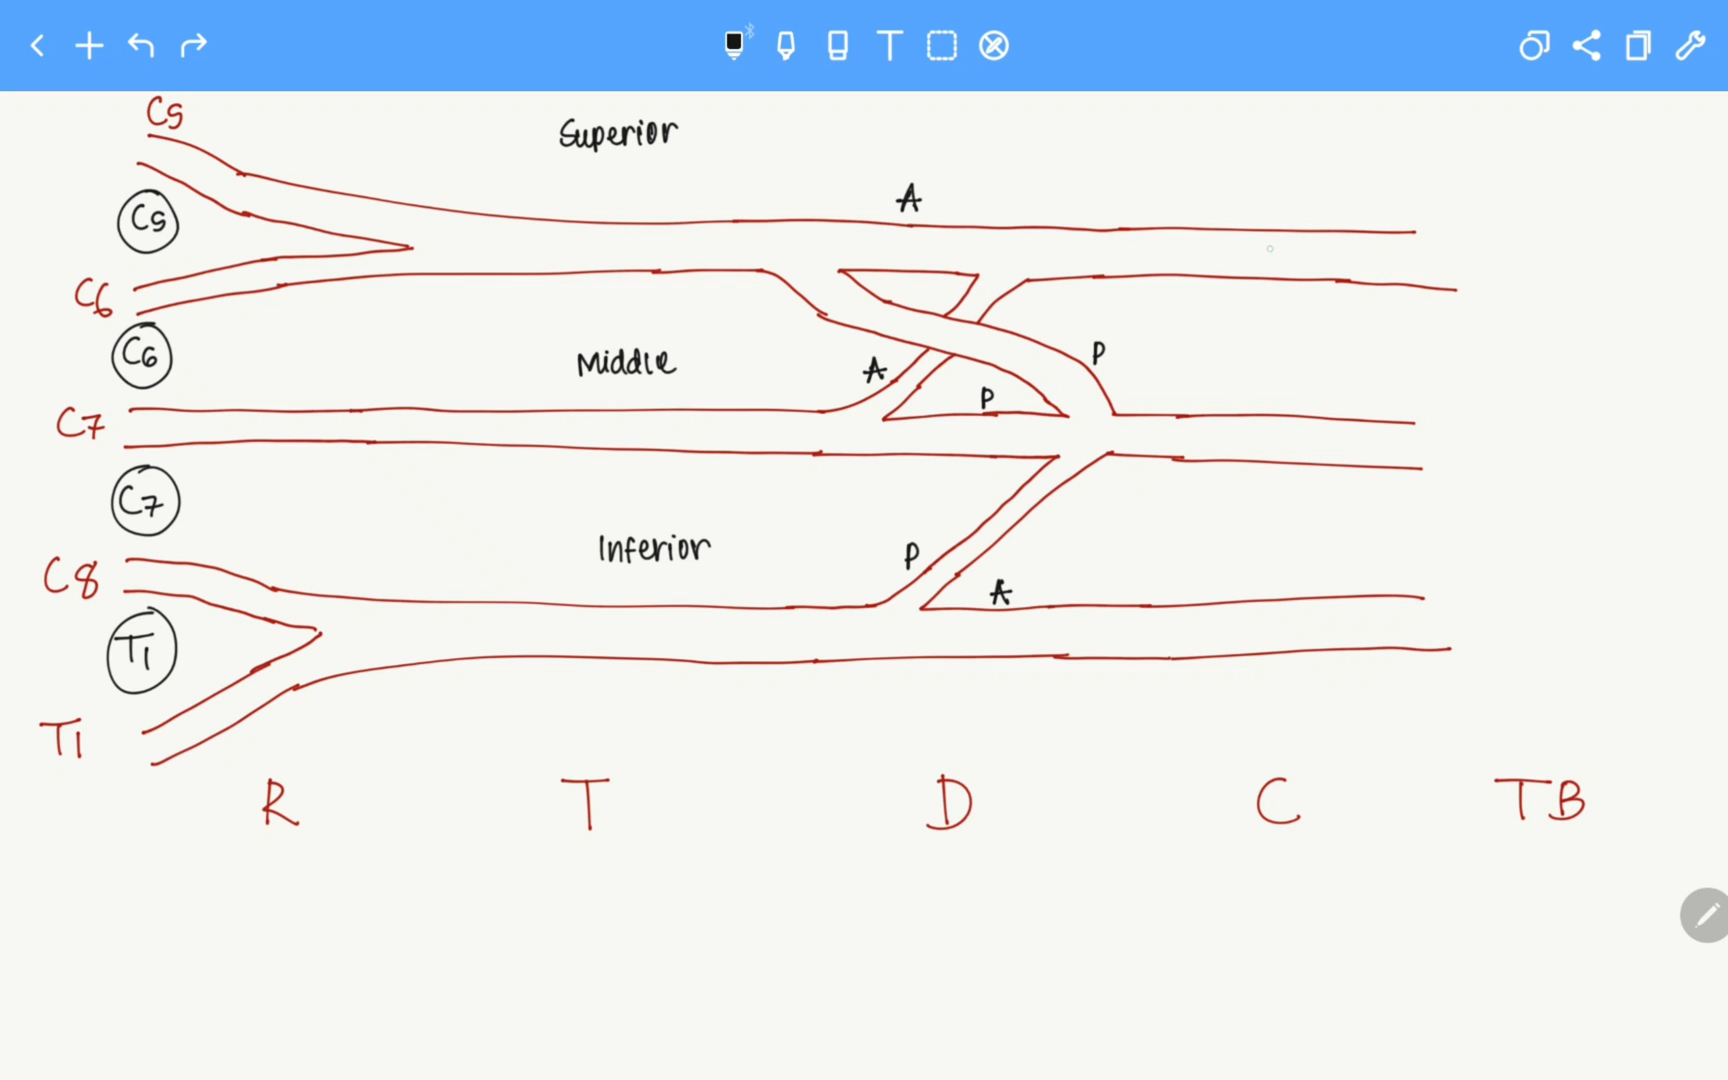 C5
Superior
A
C5
C6
C6
Middle
A
P
P
C7
C7
Inferior
P
A
C8
T1
T1
R T D C TB
T